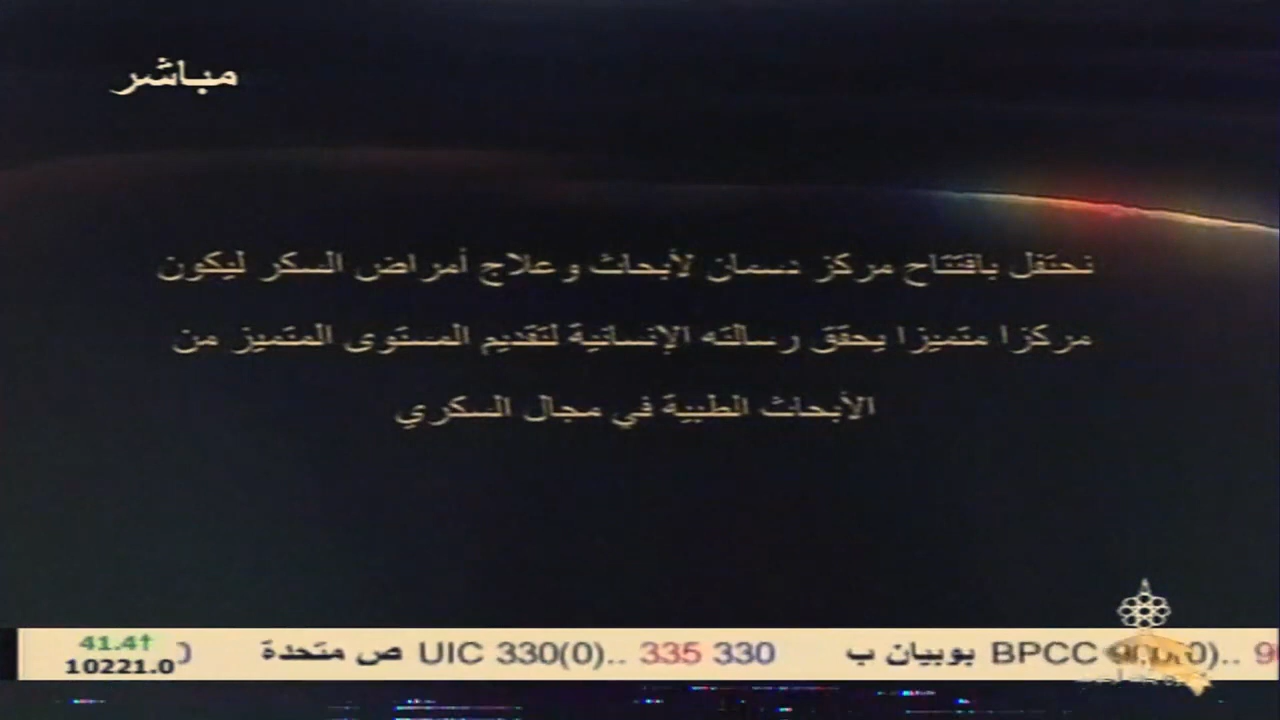 مباشر
نحتفل بافتتاح مركز دسمان لأبحاث وعلاج أمراض السكر ليكون
مركزا متميزا يحقق رسالته الإنسانية لتقديم المستوى المتميز من
الأبحاث الطبية في مجال السكري
41.4↑
10221.0
ص متحدة UIC 330(0).. 335 330
بوبيان ب BPCC